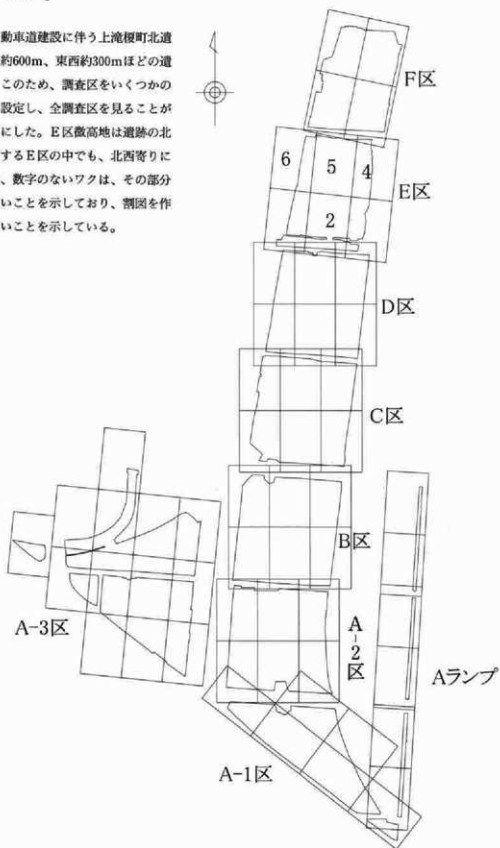 動車道建設に伴う上滝榎町北遺
約600m、東西約300mほどの遺
このため、調査区をいくつかの
設定し、全調査区を見ることが
にした。E区微高地は遺跡の北
するE区の中でも、北西寄りに
、数字のないワクは、その部分
いことを示しており、割図を作
いことを示している。
F区
6
5
4
E区
2
D区
C区
B区
A-3区
A-2区
Aランプ
A-1区